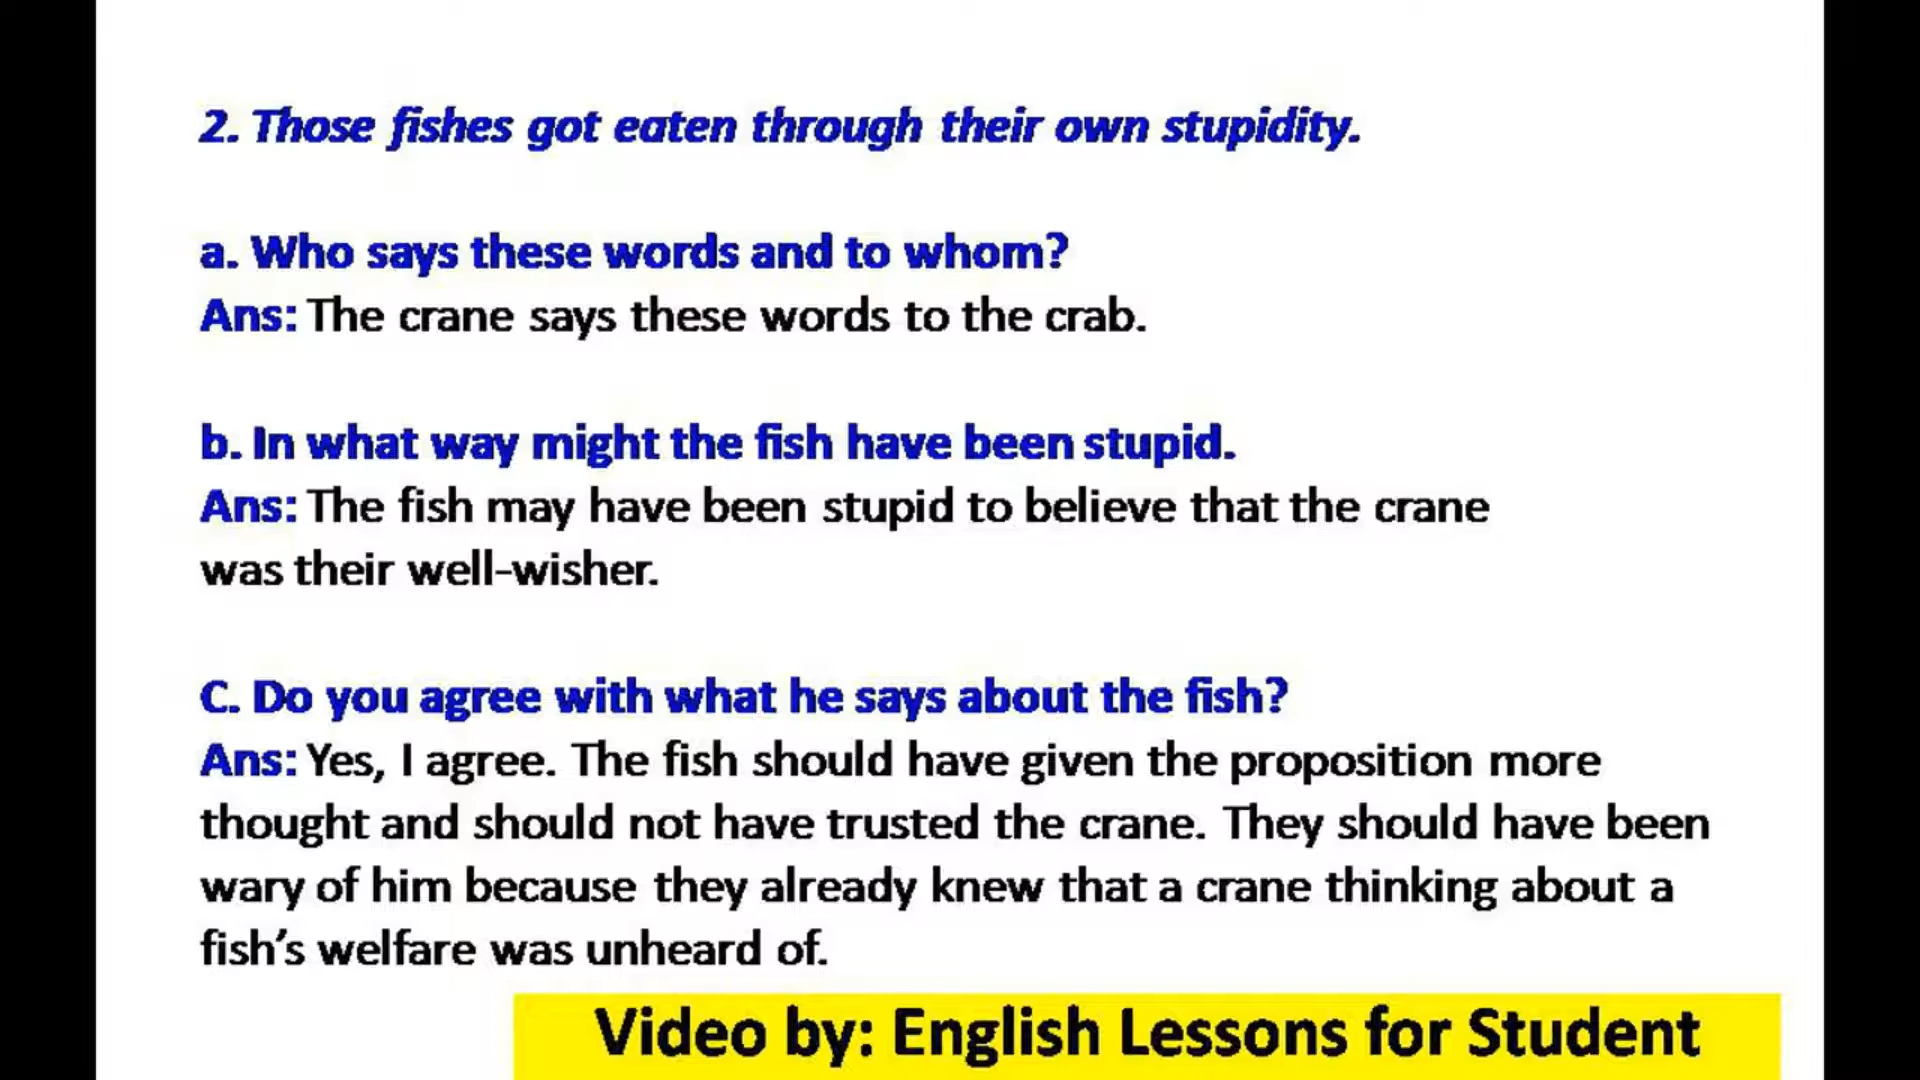 2. Those fishes got eaten through their own stupidity.
a. Who says these words and to whom?
Ans: The crane says these words to the crab.
b. In what way might the fish have been stupid.
Ans: The fish may have been stupid to believe that the crane
was their well-wisher.
C. Do you agree with what he says about the fish?
Ans: Yes, I agree. The fish should have given the proposition more
thought and should not have trusted the crane. They should have been
wary of him because they already knew that a crane thinking about a
fish’s welfare was unheard of.
Video by: English Lessons for Student